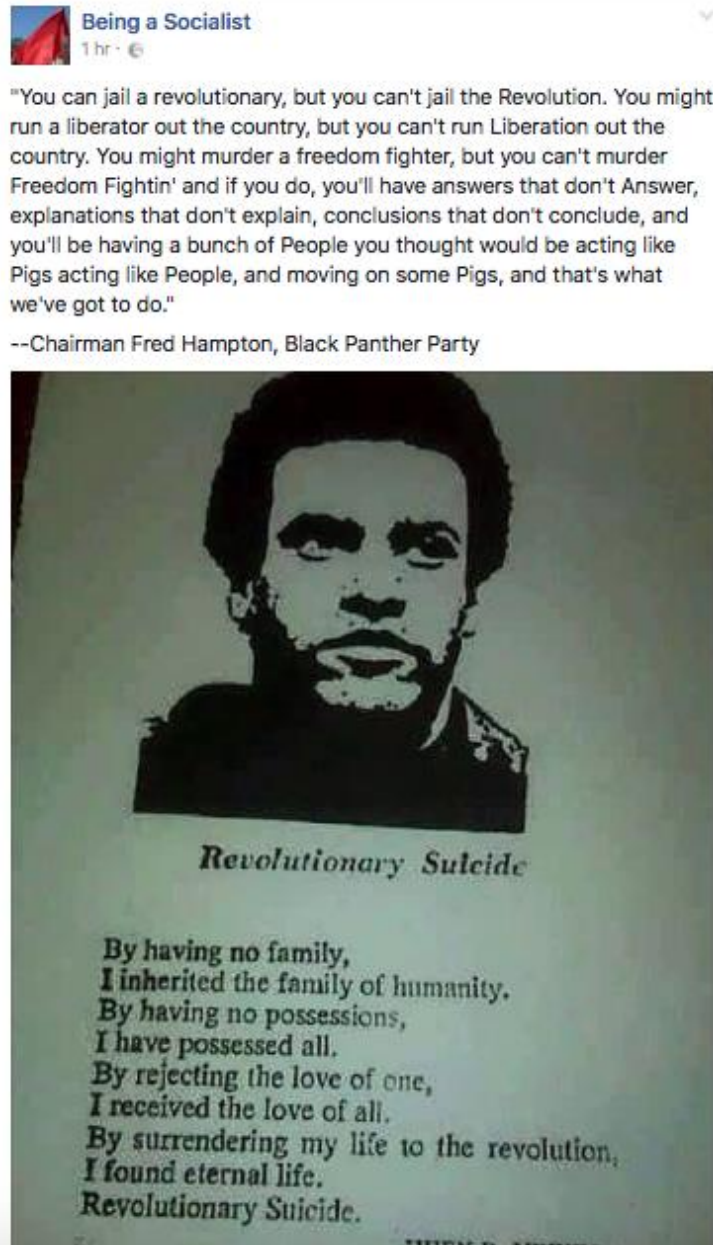 Being a Socialist
1 hr ·
"You can jail a revolutionary, but you can't jail the Revolution. You might
run a liberator out the country, but you can't run Liberation out the
country. You might murder a freedom fighter, but you can't murder
Freedom Fightin' and if you do, you'll have answers that don't Answer,
explanations that don't explain, conclusions that don't conclude, and
you'll be having a bunch of People you thought would be acting like
Pigs acting like People, and moving on some Pigs, and that's what
we've got to do."
--Chairman Fred Hampton, Black Panther Party
Revolutionary Suicide
By having no family,
I inherited the family of humanity.
By having no possessions,
I have possessed all.
By rejecting the love of one,
I received the love of all.
By surrendering my life to the revolution,
I found eternal life.
Revolutionary Suicide.